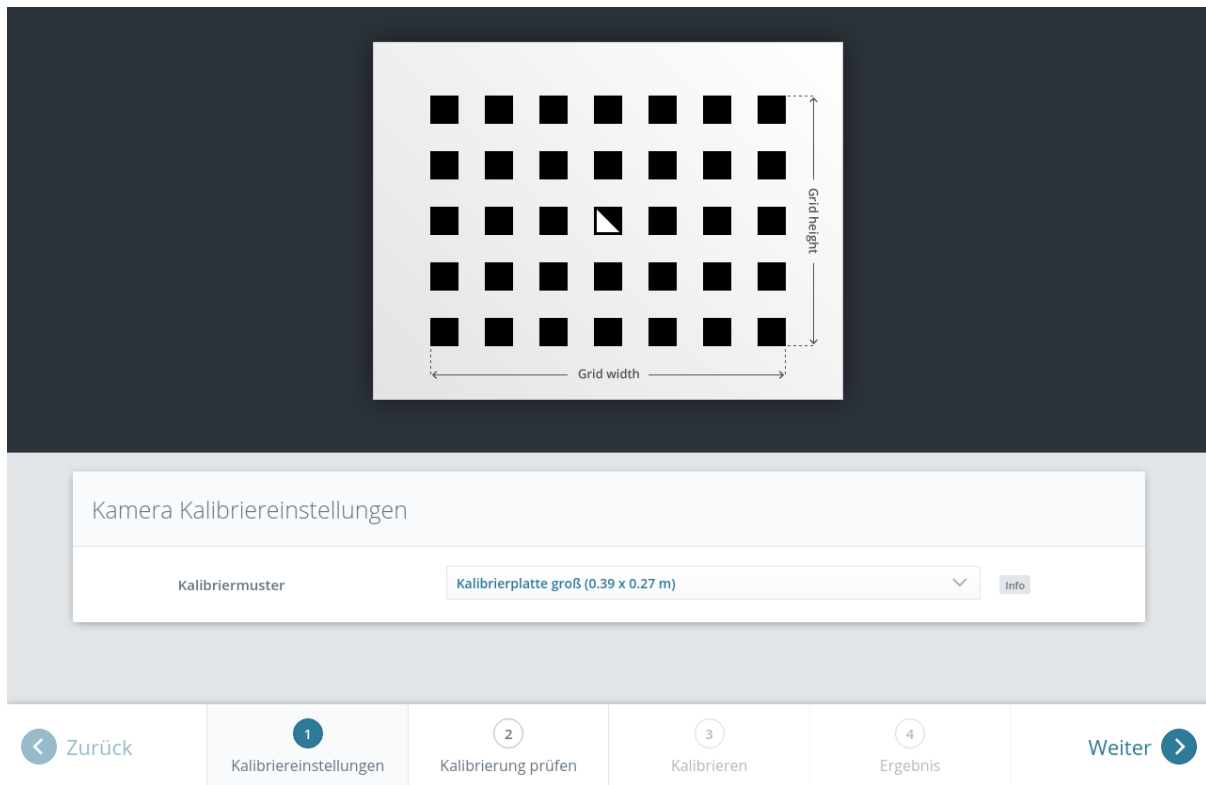 Grid height
Grid width
Kamera Kalibriereinstellungen
Kalibriermuster
Kalibrierplatte groß (0.39 x 0.27 m)
Info
Zurück
1
Kalibriereinstellungen
2
Kalibrierung prüfen
3
Kalibrieren
4
Ergebnis
Weiter